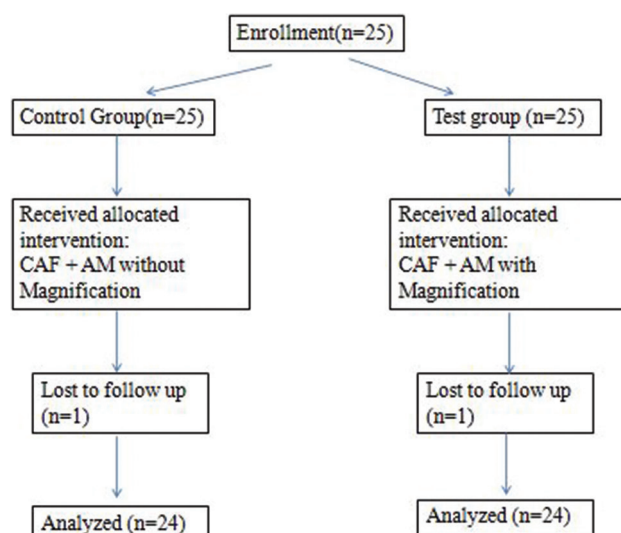 Enrollment(n=25)
Control Group(n=25)
Test group (n=25)
Received allocated
intervention:
CAF + AM without
Magnification
Received allocated
intervention:
CAF + AM with
Magnification
Lost to follow up
(n=1)
Lost to follow up
(n=1)
Analyzed (n=24)
Analyzed (n=24)